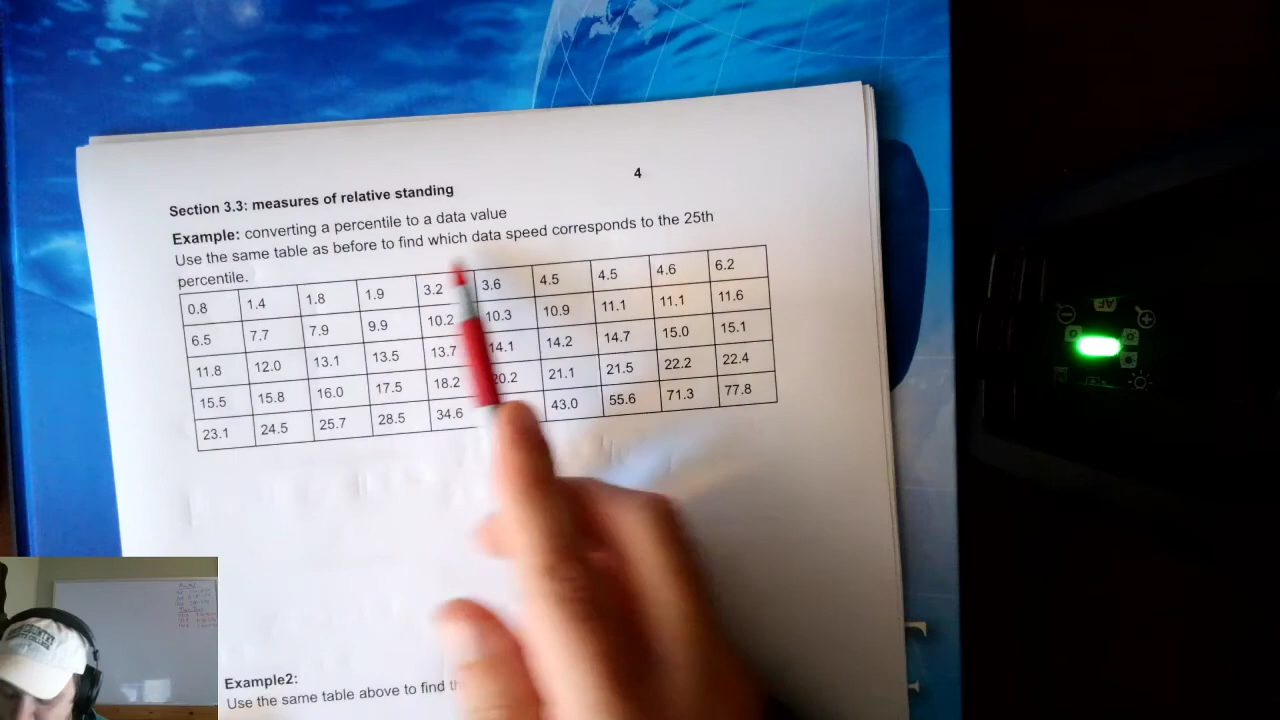 4
Section 3.3: measures of relative standing
Example: converting a percentile to a data value
Use the same table as before to find which data speed corresponds to the 25th
percentile.
0.8 1.4 1.8 1.9 3.2 3.6 4.5 4.5 4.6 6.2
6.5 7.7 7.9 9.9 10.2 10.3 10.9 11.1 11.1 11.6
11.8 12.0 13.1 13.5 13.7 14.1 14.2 14.7 15.0 15.1
15.5 15.8 16.0 17.5 18.2 20.2 21.1 21.5 22.2 22.4
23.1 24.5 25.7 28.5 34.6 43.0 55.6 71.3 77.8
Example2:
Use the same table above to find